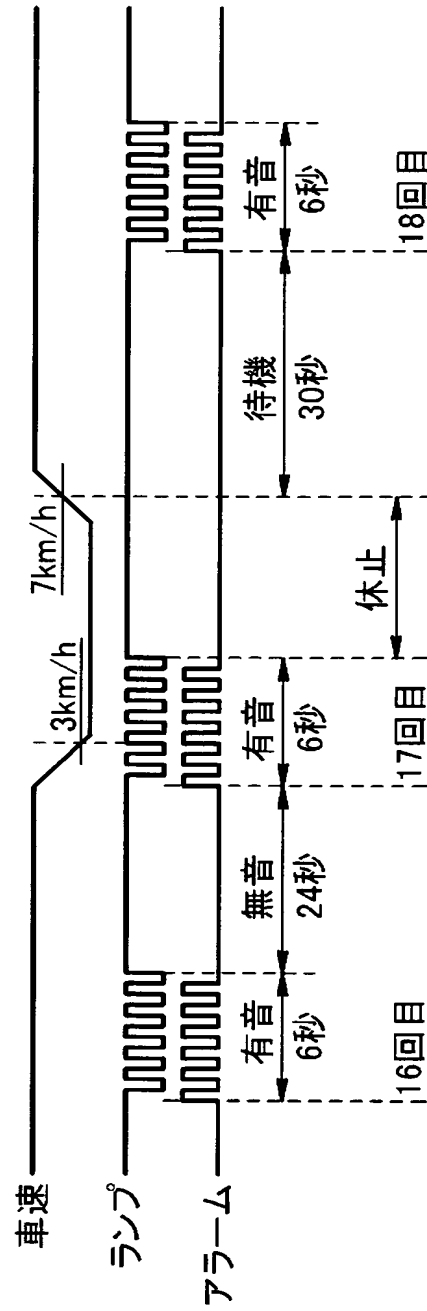 車速
3km/h
7km/h
ランプ
アラーム
有音
6秒
無音
24秒
有音
6秒
休止
待機
30秒
有音
6秒
16回目
17回目
18回目